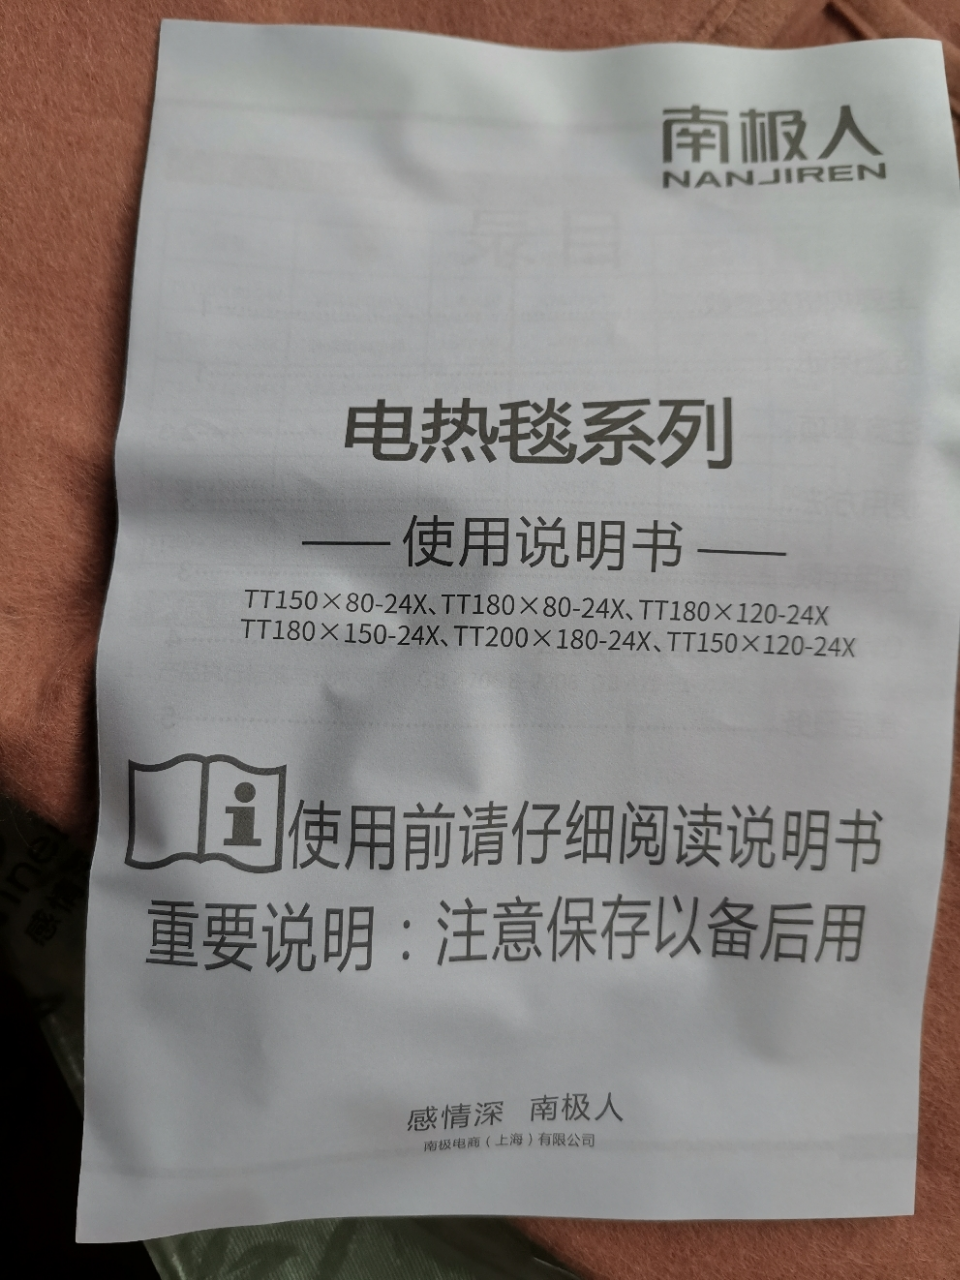 南极人
NANJIREN
电热毯系列
使用说明书
TT150×80-24X、TT180×80-24X、TT180×120-24X
TT180×150-24X、TT200×180-24X、TT150×120-24X
使用前请仔细阅读说明书
重要说明：注意保存以备后用
感情深 南极人
南极电商（上海）有限公司